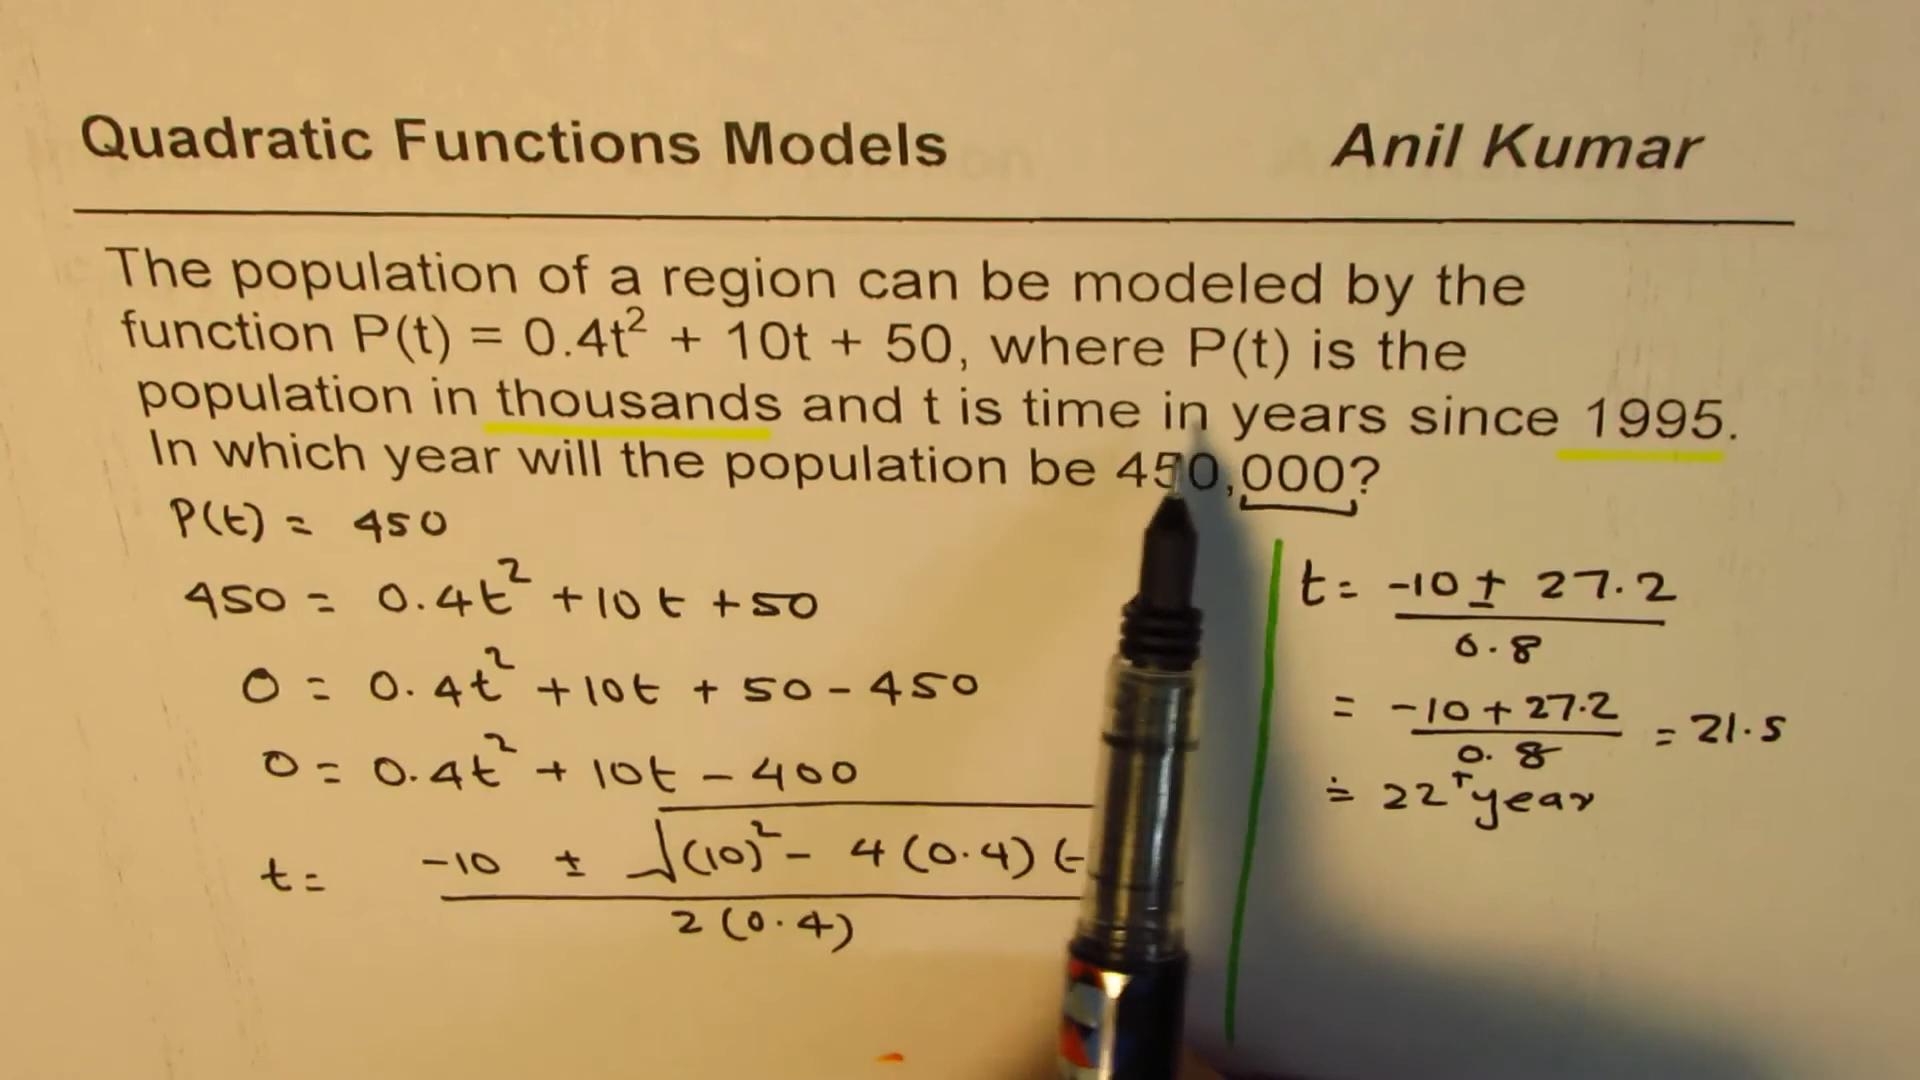 Quadratic Functions Models
Anil Kumar
The population of a region can be modeled by the
function P(t) = 0.4t² + 10t + 50, where P(t) is the
population in thousands and t is time in years since 1995.
In which year will the population be 450,000?
P(t) = 450
450 = 0.4t² + 10t + 50
0 = 0.4t² + 10t + 50 - 450
0 = 0.4t² + 10t - 400
t = -10 ± √(10)² - 4(0.4)(-
2(0.4)
t = -10 ± 27.2
0.8
= -10 + 27.2 = 21.5
0.8
≐ 22⁺ year